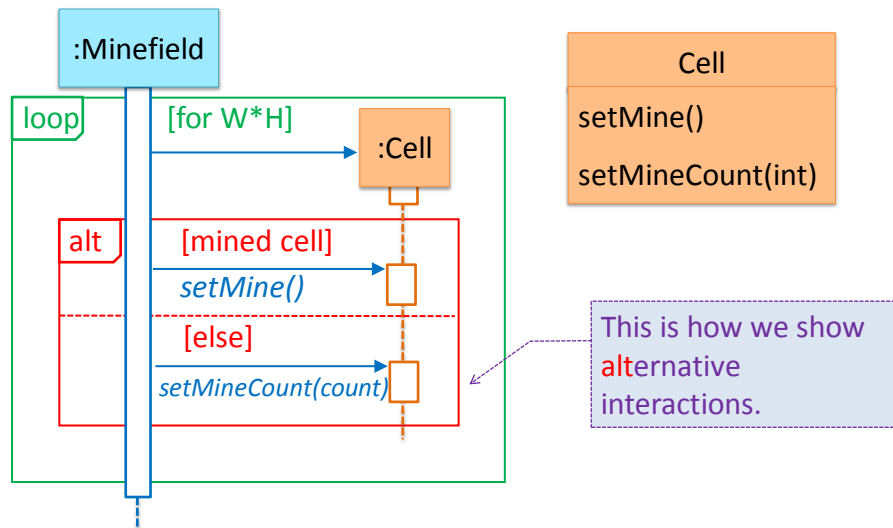 :Minefield
loop
[for W*H]
:Cell
alt
[mined cell]
setMine()
[else]
setMineCount(count)
Cell
setMine()
setMineCount(int)
This is how we show
alternative
interactions.